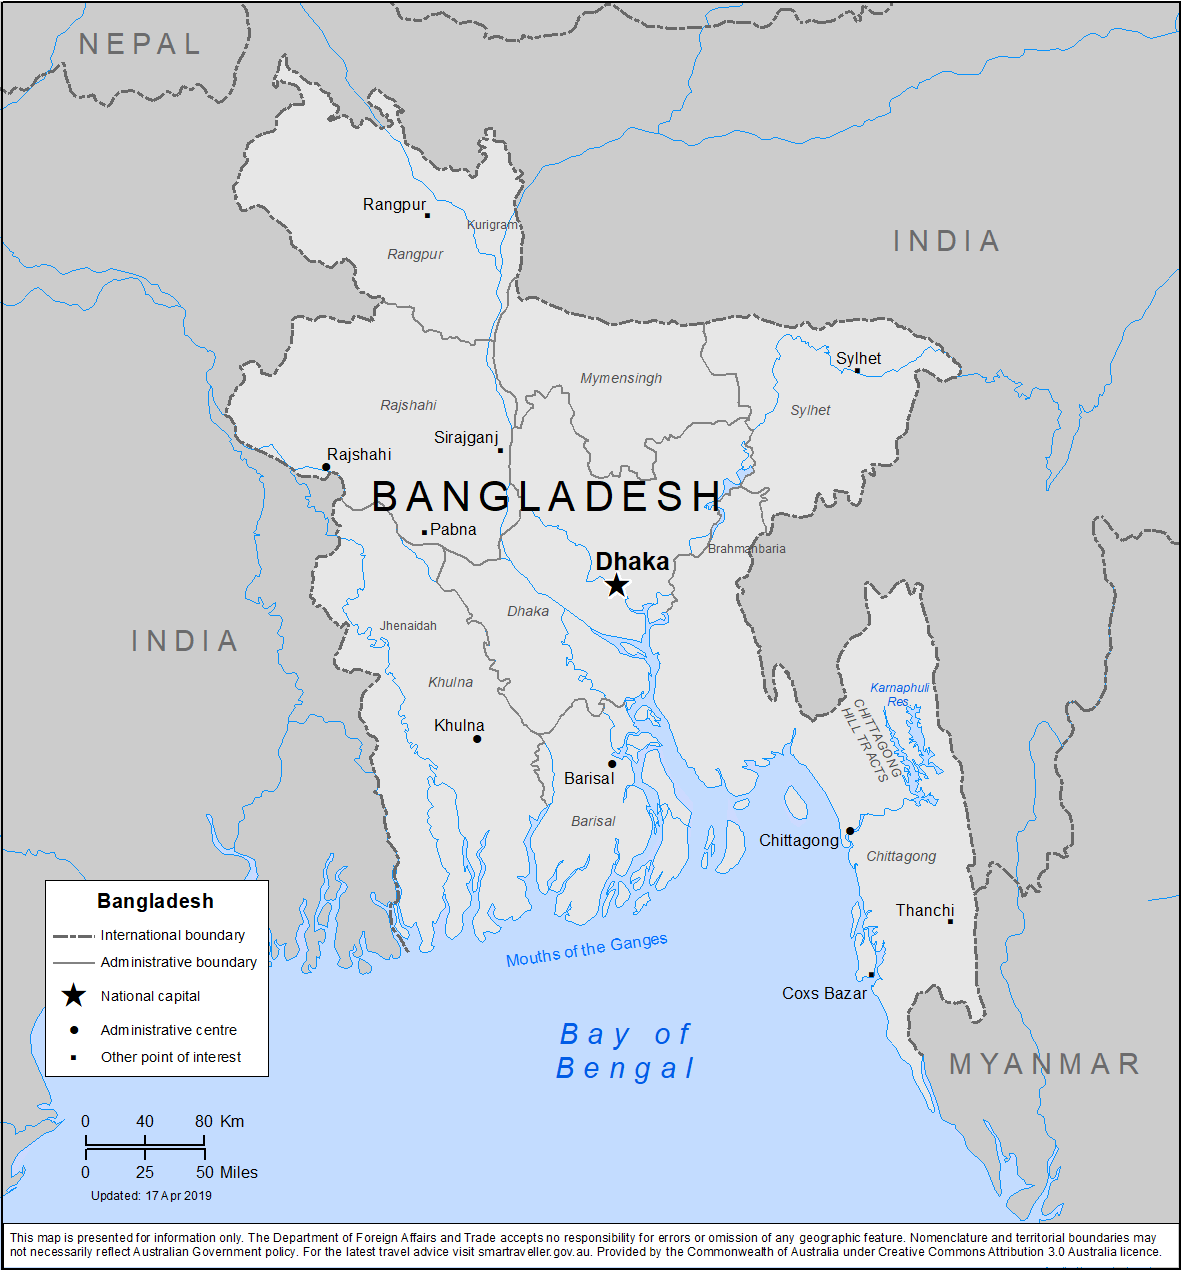 NEPAL
Rangpur
Kurigram
Rangpur
INDIA
Mymensingh
Sylhet
Rajshahi
Sylhet
Sirajganj
Rajshahi
BANGLADESH
Pabna
Brahmanbaria
Dhaka
Dhaka
Jhenaidah
INDIA
Khulna
Karnaphuli
Res.
CHITTAGONG
HILL TRACTS
Khulna
Barisal
Barisal
Chittagong
Chittagong
Thanchi
Mouths of the Ganges
Coxs Bazar
Bay of
Bengal
MYANMAR
Bangladesh
International boundary
Administrative boundary
National capital
Administrative centre
Other point of interest
0 40 80 Km
0 25 50 Miles
Updated: 17 Apr 2019
This map is presented for information only. The Department of Foreign Affairs and Trade accepts no responsibility for errors or omission of any geographic feature. Nomenclature and territorial boundaries may
not necessarily reflect Australian Government policy. For the latest travel advice visit smartraveller.gov.au. Provided by the Commonwealth of Australia under Creative Commons Attribution 3.0 Australia licence.